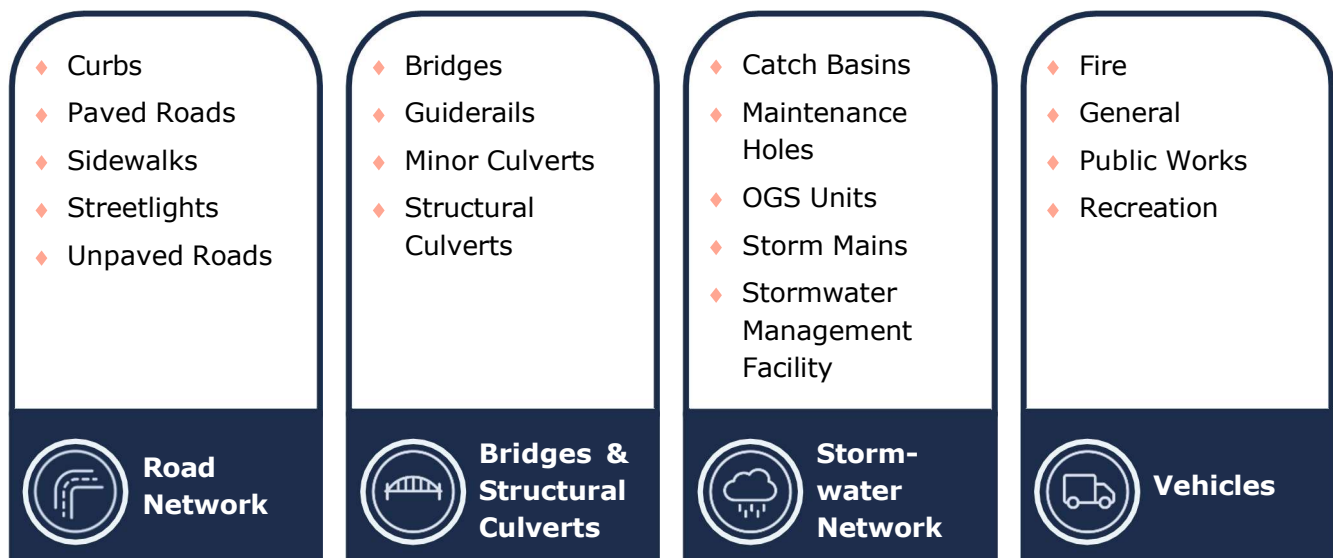 Curbs
Paved Roads
Sidewalks
Streetlights
Unpaved Roads
Road
Network
Bridges
Guiderails
Minor Culverts
Structural
Culverts
Bridges &
Structural
Culverts
Catch Basins
Maintenance
Holes
OGS Units
Storm Mains
Stormwater
Management
Facility
Storm-
water
Network
Fire
General
Public Works
Recreation
Vehicles